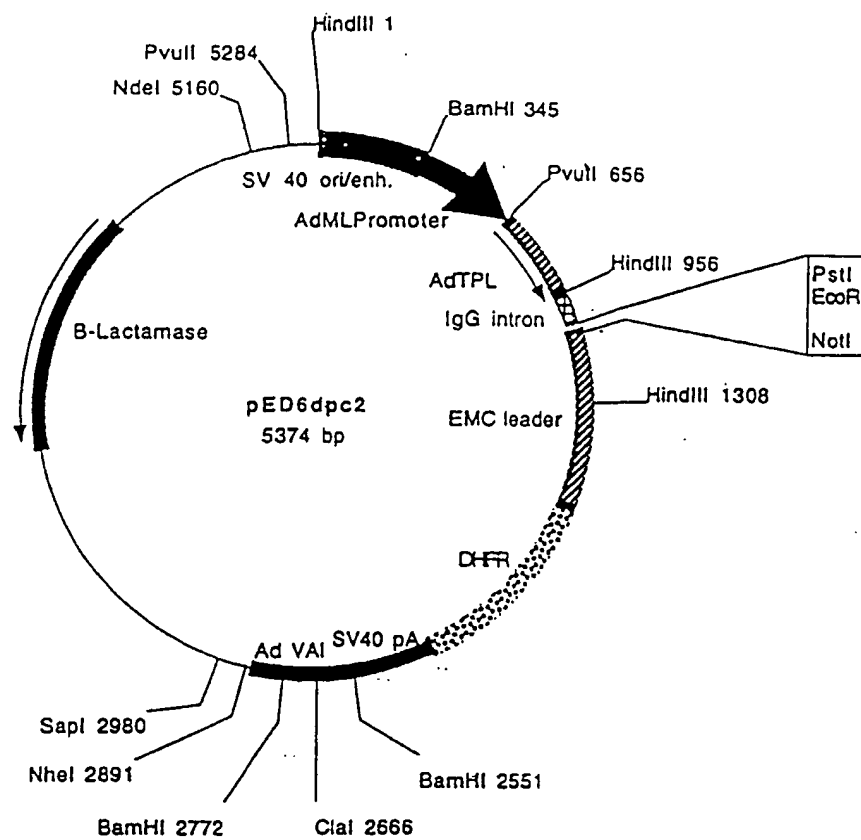 HindIII 1
PvuII 5284
NdeI 5160
BamHI 345
SV 40 ori/enh.
PvuII 656
AdMLPromoter
HindIII 956
AdTPL
PstI
EcoR
IgG intron
NotI
B-Lactamase
pED6dpc2
5374 bp
HindIII 1308
EMC leader
DHFR
Ad VAI
SV40 pA
SapI 2980
NheI 2891
BamHI 2551
BamHI 2772
ClaI 2666